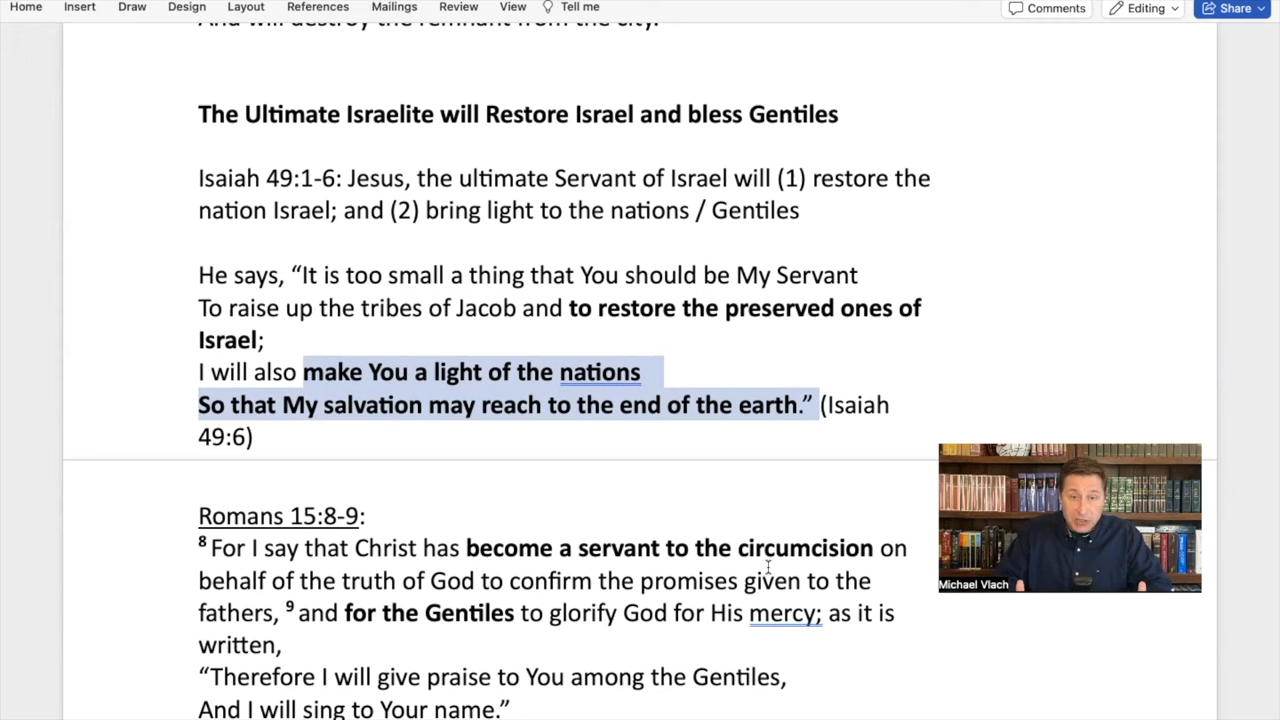 Home Insert Draw Design Layout References Mailings Review View Tell me Comments Editing Share
And will destroy the remnant from the city.
The Ultimate Israelite will Restore Israel and bless Gentiles
Isaiah 49:1-6: Jesus, the ultimate Servant of Israel will (1) restore the
nation Israel; and (2) bring light to the nations / Gentiles
He says, “It is too small a thing that You should be My Servant
To raise up the tribes of Jacob and to restore the preserved ones of
Israel;
I will also make You a light of the nations
So that My salvation may reach to the end of the earth.” (Isaiah
49:6)
Romans 15:8-9:
8 For I say that Christ has become a servant to the circumcision on
behalf of the truth of God to confirm the promises given to the
fathers, 9 and for the Gentiles to glorify God for His mercy; as it is
written,
“Therefore I will give praise to You among the Gentiles,
And I will sing to Your name.”
Michael Vlach